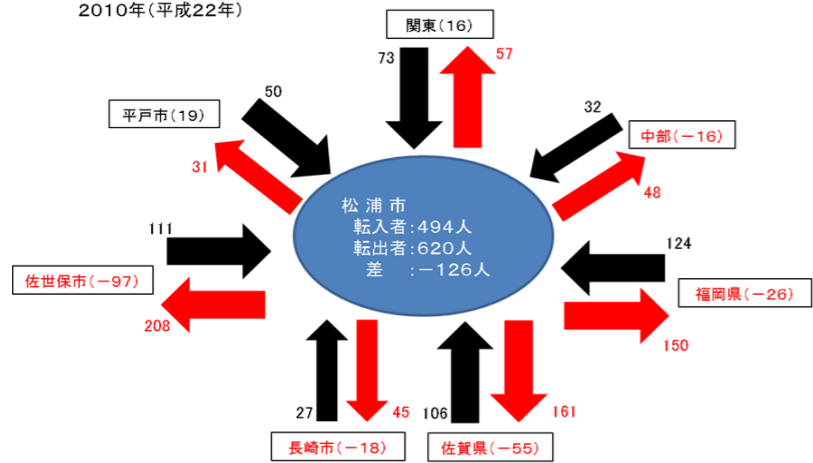 2010年(平成22年)
関東(16)
73
57
50
平戸市(19)
31
32
中部(－16)
48
松浦市
転入者:494人
転出者:620人
差 :－126人
111
佐世保市(－97)
208
124
福岡県(－26)
150
27
45
長崎市(－18)
106
161
佐賀県(－55)